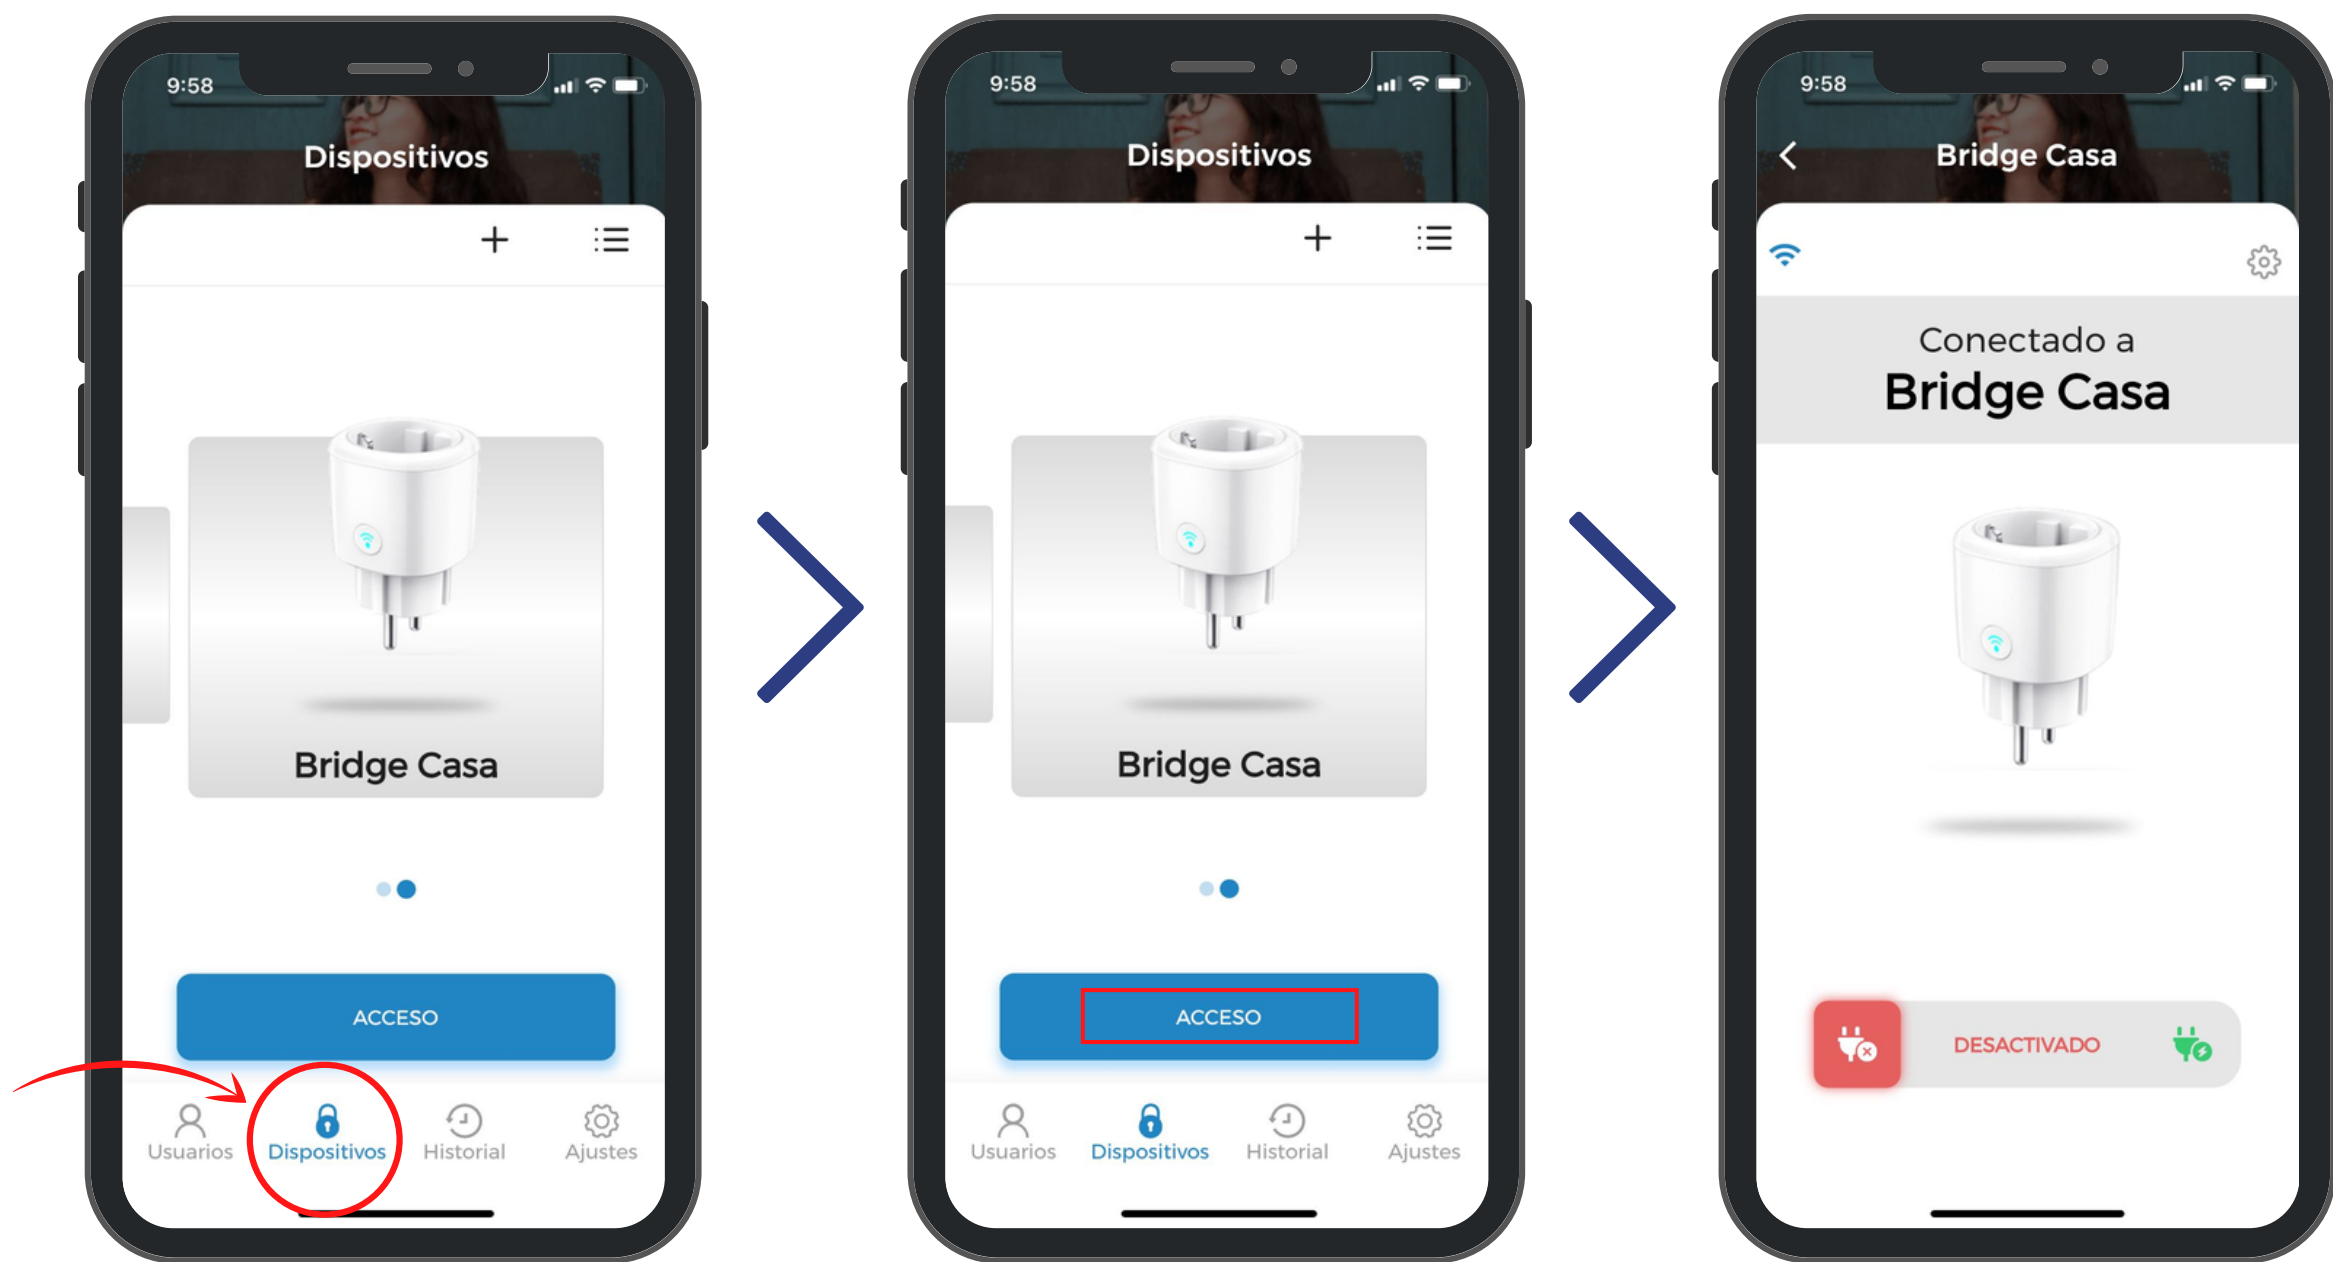 9:58
Dispositivos
Bridge Casa
ACCESO
Usuarios Dispositivos Historial Ajustes
9:58
Dispositivos
Bridge Casa
ACCESO
Usuarios Dispositivos Historial Ajustes
9:58
Bridge Casa
Conectado a
Bridge Casa
DESACTIVADO